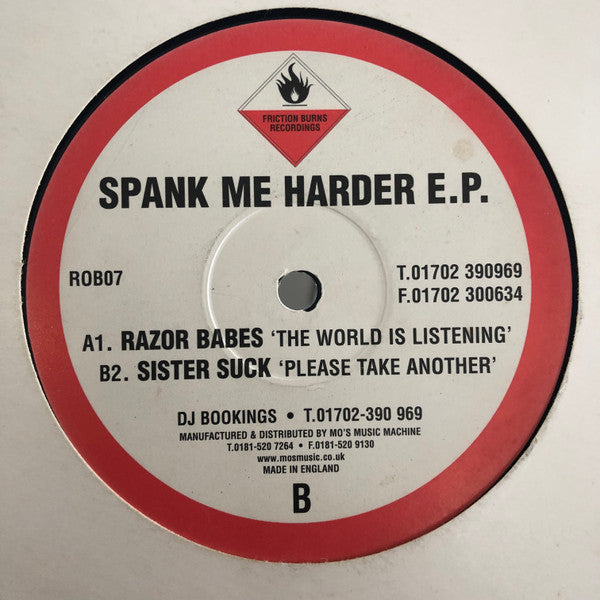 FRICTION BURNS
RECORDINGS
SPANK ME HARDER E.P.
ROB07
T.01702 390969
F.01702 300634
A1. RAZOR BABES ‘THE WORLD IS LISTENING’
B2. SISTER SUCK ‘PLEASE TAKE ANOTHER’
DJ BOOKINGS • T.01702-390 969
MANUFACTURED & DISTRIBUTED BY MO'S MUSIC MACHINE
T.0181-520 7264 • F.0181-520 9130
www.mosmusic.co.uk
MADE IN ENGLAND
B